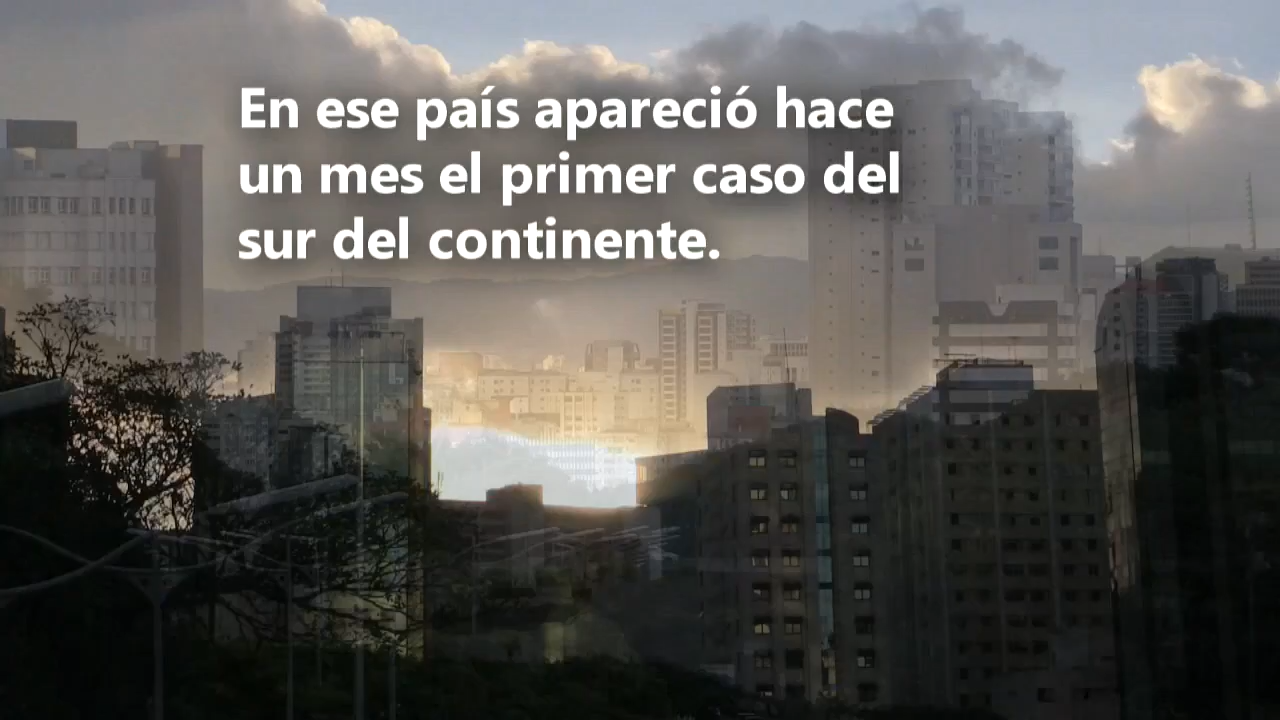 En ese país apareció hace
un mes el primer caso del
sur del continente.